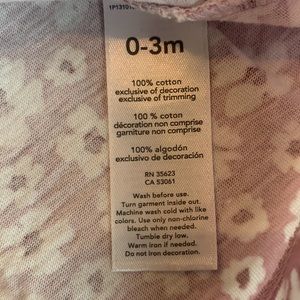 0-3m
100% cotton
exclusive of decoration
exclusive of trimming
100 % coton
décoration non comprise
garniture non comprise
100% algodón
exclusivo de decoración
RN 35623
CA 53061
Wash before use.
Turn garment inside out.
Machine wash cold with like
colors. Use only non-chlorine
bleach when needed.
Tumble dry low.
Warm iron if needed.
Do not iron decoration.